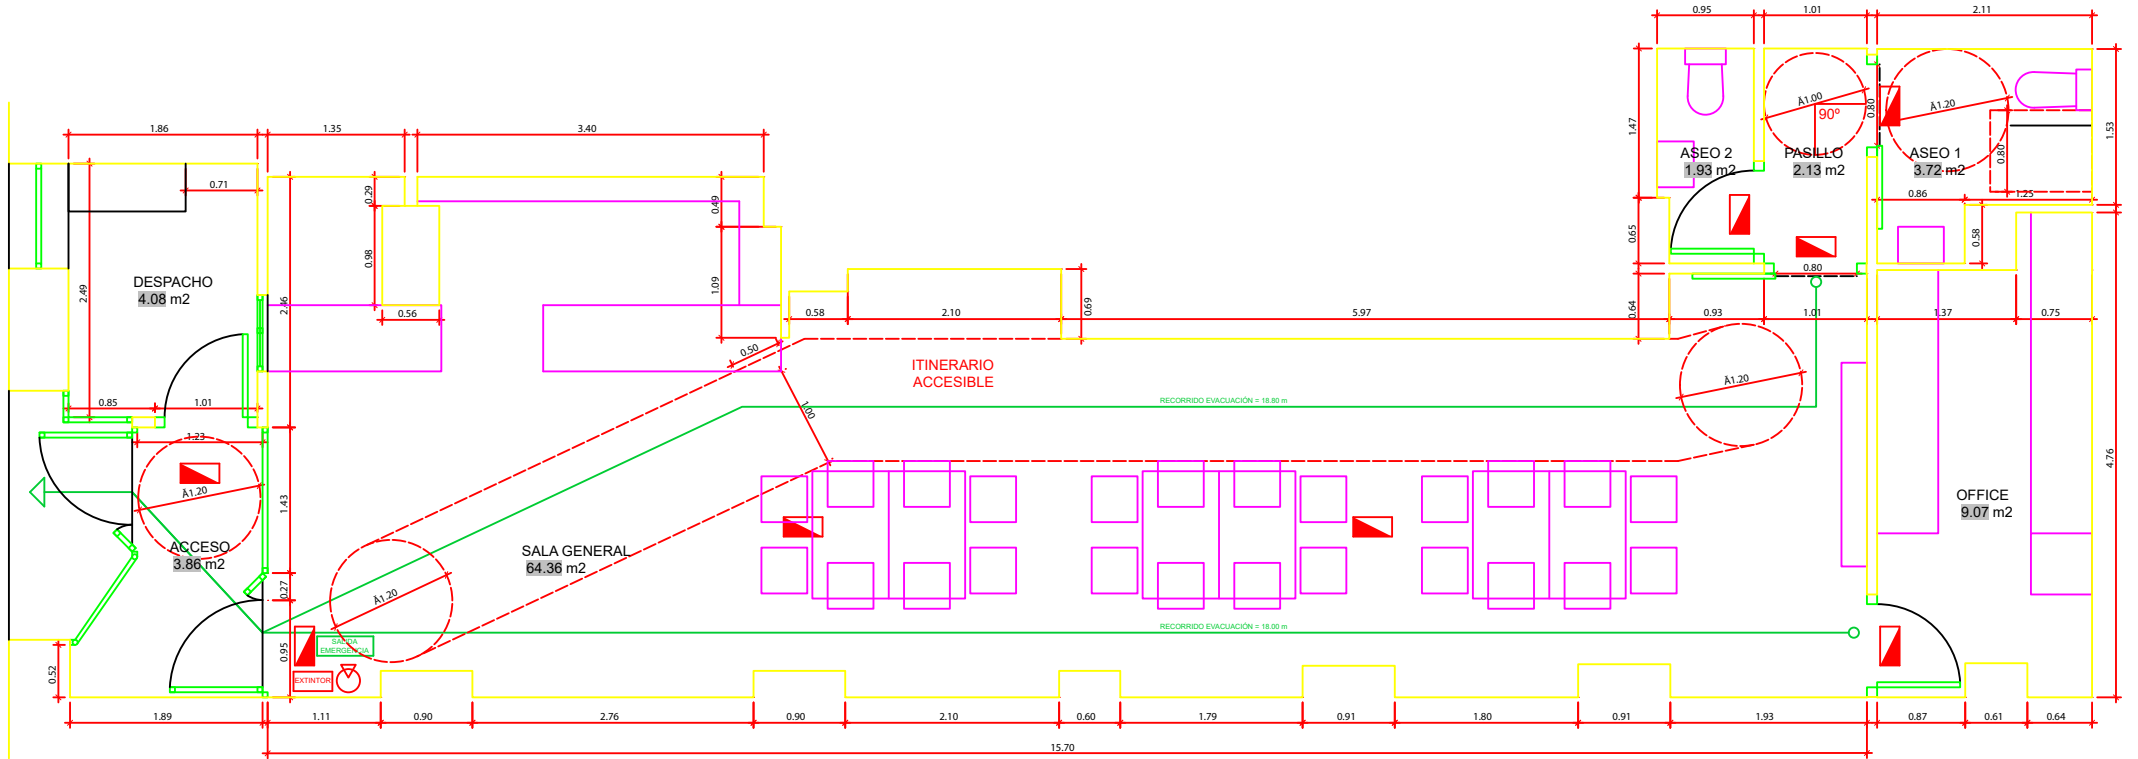 0.95
1.01
2.11
1.86
1.35
3.40
1.47
Å1.00
90º
0.80
Å1.20
1.53
ASEO 2
1.93 m2
PASILLO
2.13 m2
ASEO 1
3.72 m2
0.80
0.71
0.29
0.49
0.86
1.25
0.65
0.58
2.49
DESPACHO
4.08 m2
2.46
0.98
1.09
0.69
0.64
0.80
0.56
0.58
2.10
5.97
0.93
1.01
1.37
0.75
0.50
ITINERARIO
ACCESIBLE
Å1.20
0.85
1.01
1.00
RECORRIDO EVACUACIÓN = 18.80 m
1.23
4.76
Å1.20
1.43
OFFICE
9.07 m2
ACCESO
3.86 m2
SALA GENERAL
64.36 m2
0.27
Å1.20
RECORRIDO EVACUACIÓN = 18.00 m
0.52
0.95
SALIDA
EMERGENCIA
EXTINTOR
1.89
1.11
0.90
2.76
0.90
2.10
0.60
1.79
0.91
1.80
0.91
1.93
0.87
0.61
0.64
15.70